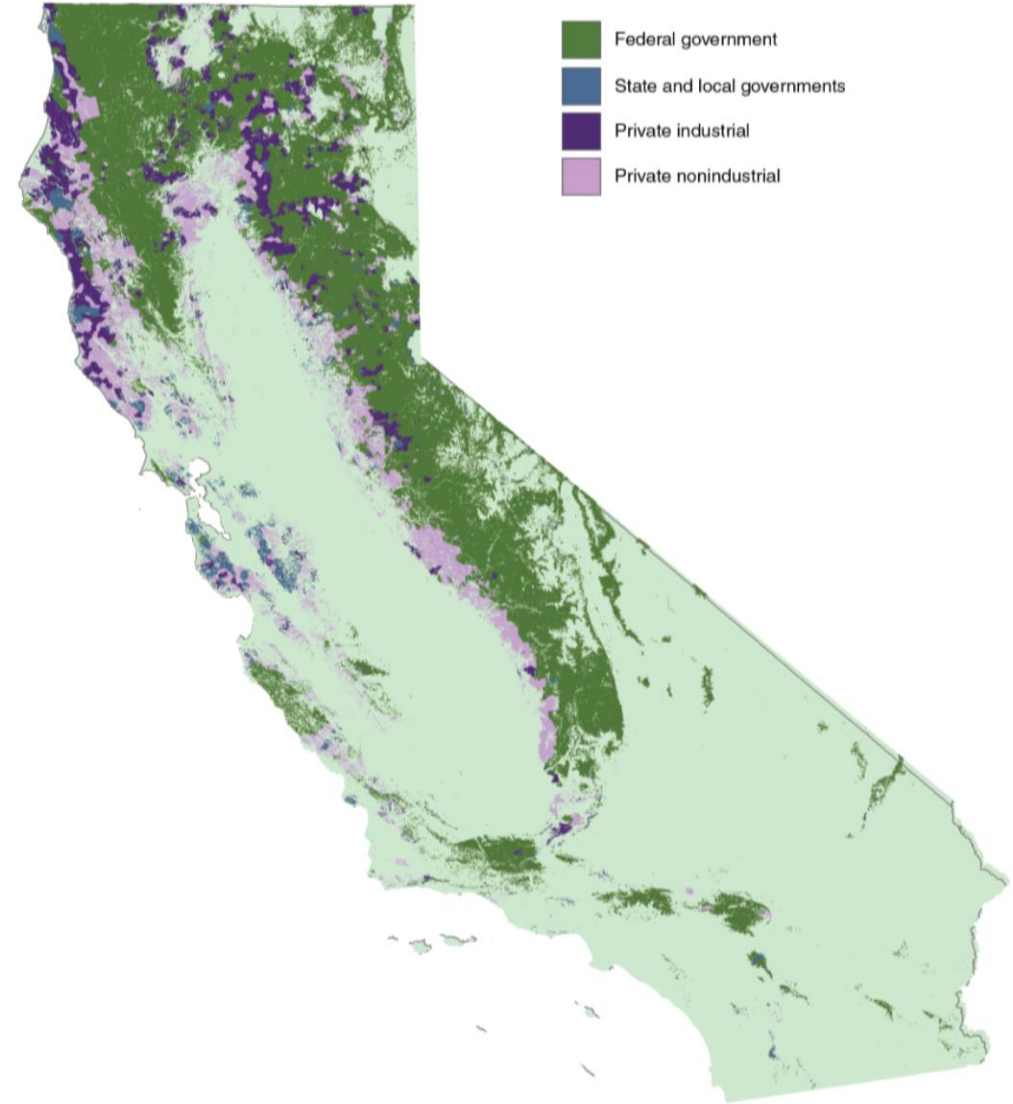 Federal government
State and local governments
Private industrial
Private nonindustrial